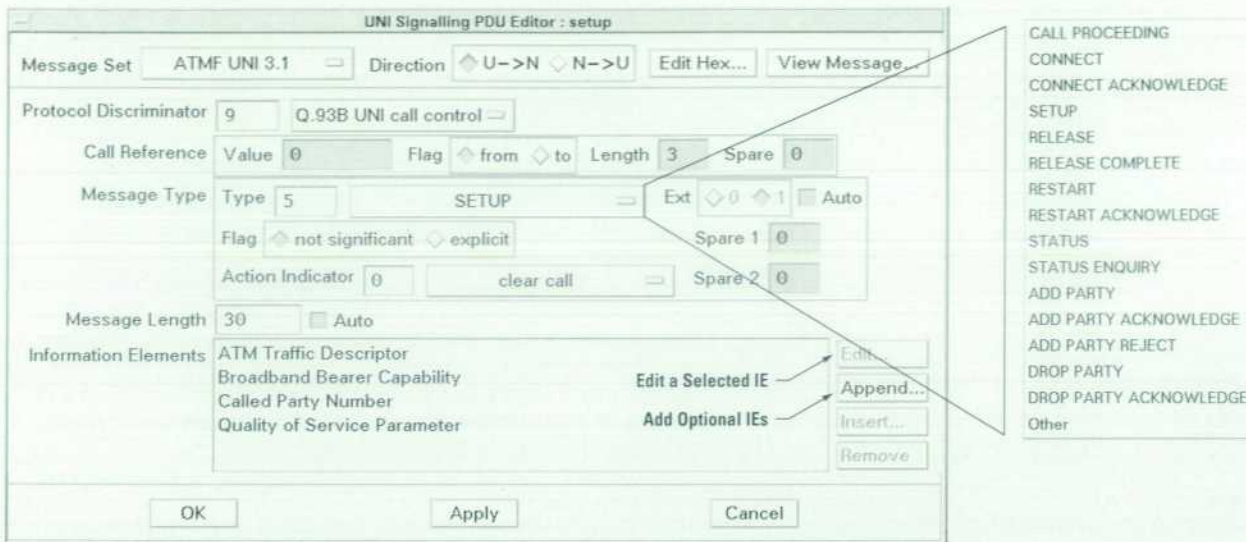 UNI Signalling PDU Editor : setup
Message Set ATMF UNI 3.1 Direction U->N N->U Edit Hex... View Message...
Protocol Discriminator 9 Q.93B UNI call control
Call Reference Value 0 Flag from to Length 3 Spare 0
Message Type Type 5 SETUP Ext 0 1 Auto
Flag not significant explicit Spare 1 0
Action Indicator 0 clear call Spare 2 0
Message Length 30 Auto
Information Elements ATM Traffic Descriptor
Broadband Bearer Capability
Called Party Number
Quality of Service Parameter
Edit a Selected IE
Add Optional IEs
Edit...
Append...
Insert...
Remove
OK Apply Cancel
CALL PROCEEDING
CONNECT
CONNECT ACKNOWLEDGE
SETUP
RELEASE
RELEASE COMPLETE
RESTART
RESTART ACKNOWLEDGE
STATUS
STATUS ENQUIRY
ADD PARTY
ADD PARTY ACKNOWLEDGE
ADD PARTY REJECT
DROP PARTY
DROP PARTY ACKNOWLEDGE
Other